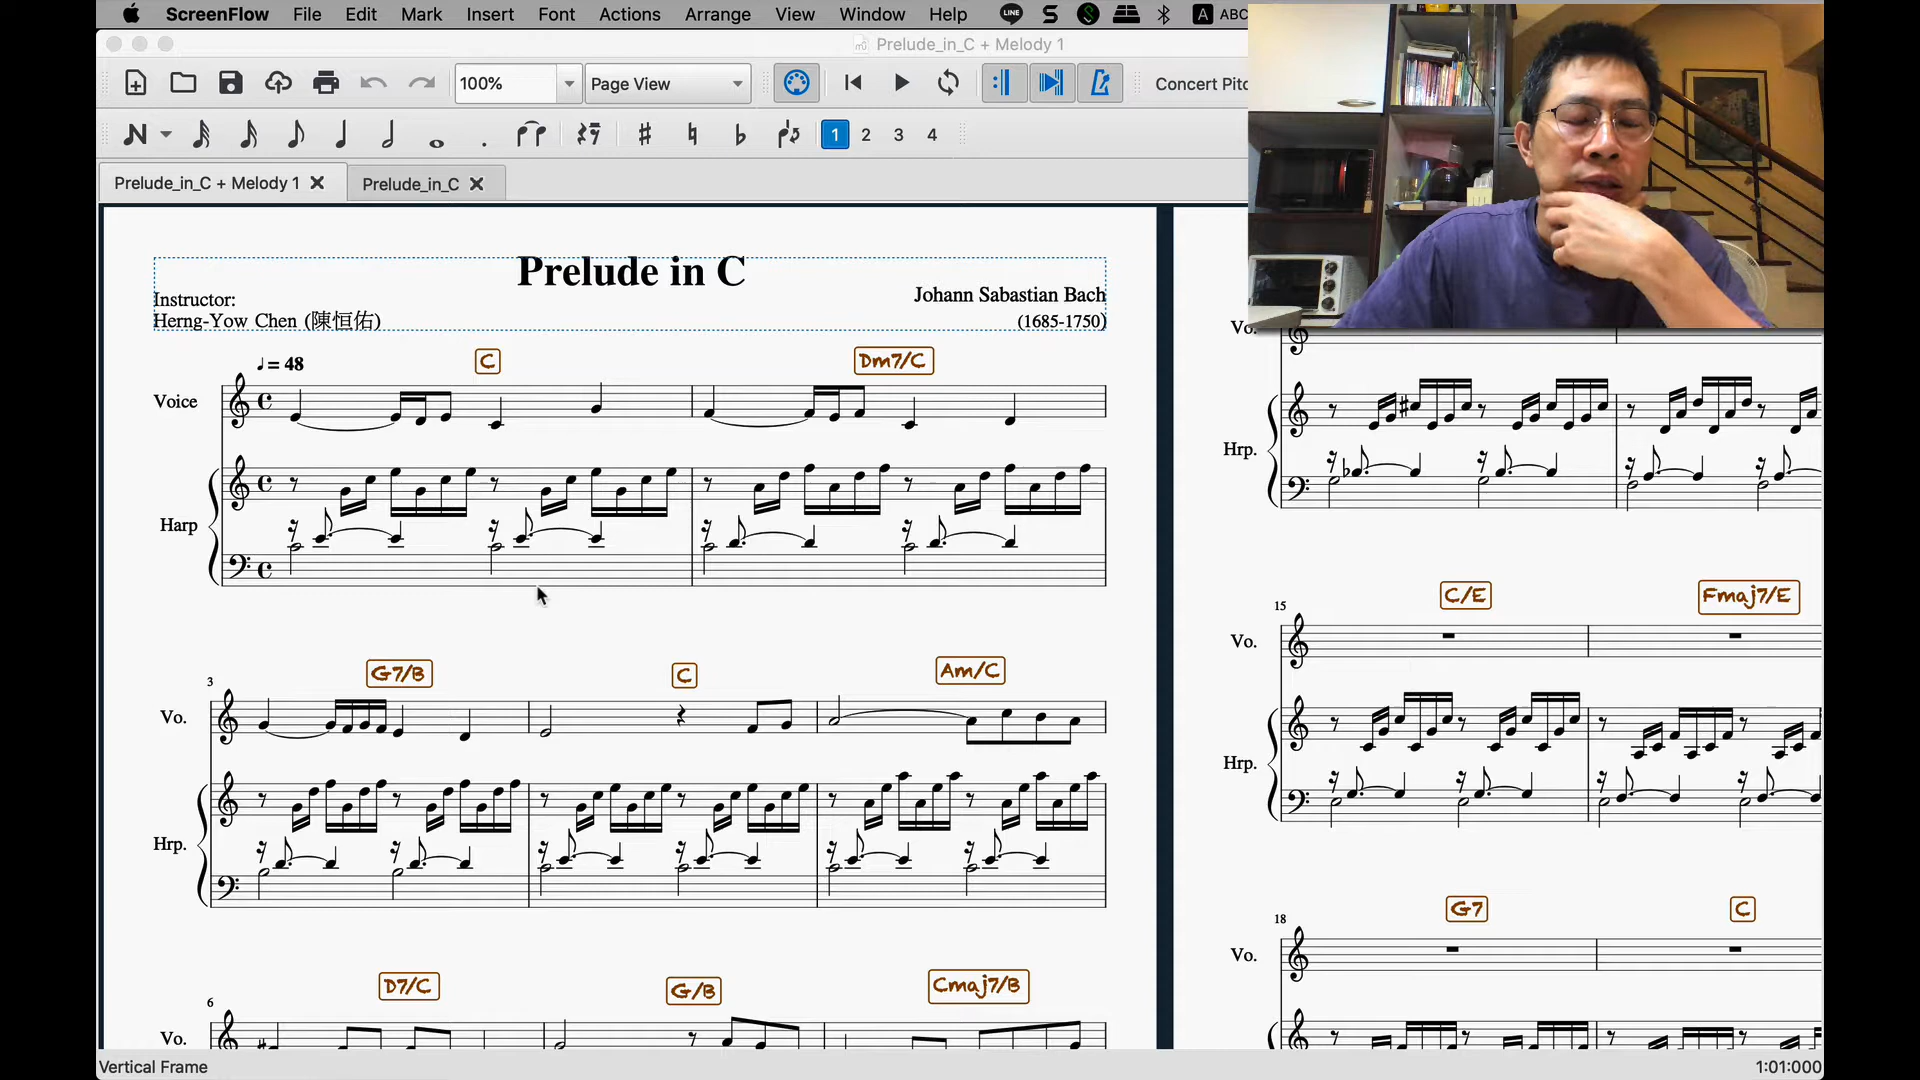 ScreenFlow File Edit Mark Insert Font Actions Arrange View Window Help LINE S S A ABC
Prelude_in_C + Melody 1
100% Page View Concert Pitc
1 2 3 4
Prelude_in_C + Melody 1 Prelude_in_C
Prelude in C
Instructor:
Herng-Yow Chen (陳恒佑)
Johann Sabastian Bach
(1685-1750)
= 48
C Dm7/C
Voice
Harp
3
G7/B C Am/C
Vo.
Hrp.
6
D7/C G/B Cmaj7/B
Vo.
Vo.
Hrp.
15
C/E Fmaj7/E
Vo.
Hrp.
18
G7 C
Vo.
Vertical Frame 1:01:000